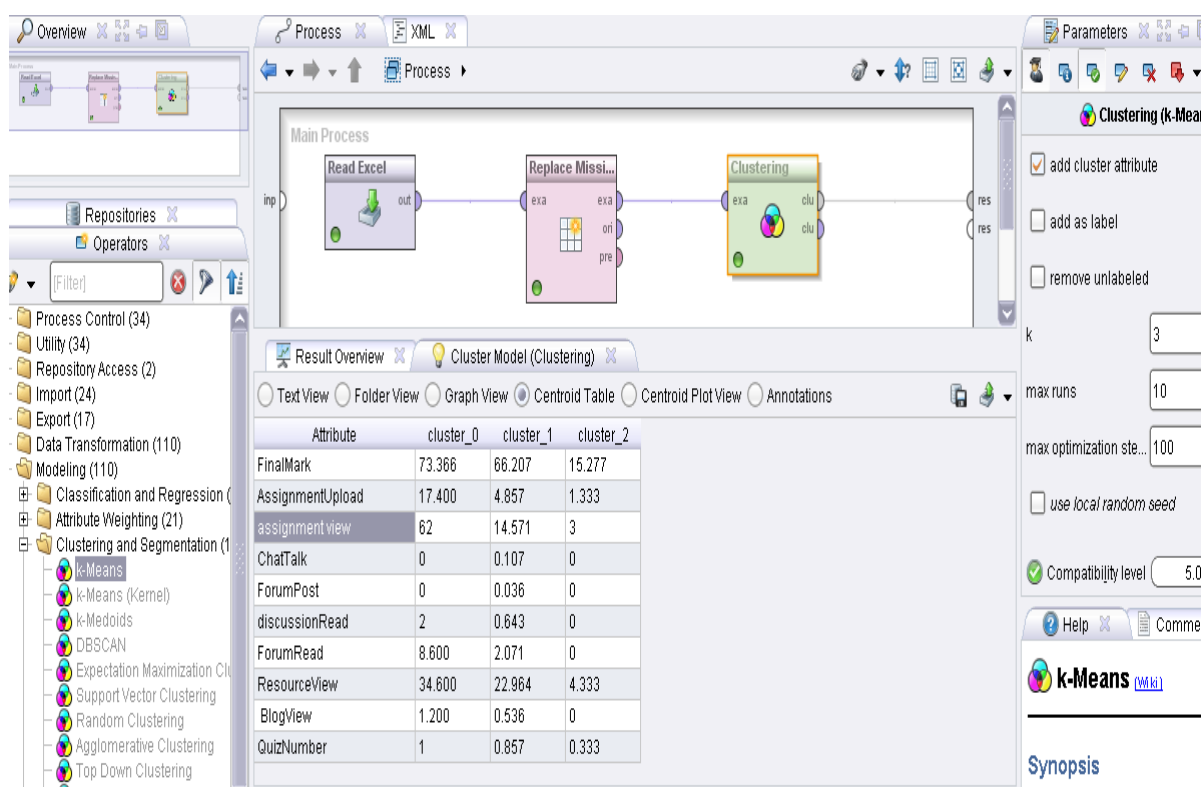 Overview
Process
XML
Parameters
Process
Main Process
Read Excel
inp
out
Replace Missi...
exa
exa
ori
pre
Clustering
exa
clu
clu
res
res
Repositories
Operators
[Filter]
Process Control (34)
Utility (34)
Repository Access (2)
Import (24)
Export (17)
Data Transformation (110)
Modeling (110)
Classification and Regression (
Attribute Weighting (21)
Clustering and Segmentation (1
k-Means
k-Means (Kernel)
k-Medoids
DBSCAN
Expectation Maximization Clu
Support Vector Clustering
Random Clustering
Agglomerative Clustering
Top Down Clustering
Result Overview
Cluster Model (Clustering)
Text View Folder View Graph View Centroid Table Centroid Plot View Annotations
Attribute cluster_0 cluster_1 cluster_2
FinalMark 73.366 66.207 15.277
AssignmentUpload 17.400 4.857 1.333
assignment view 62 14.571 3
ChatTalk 0 0.107 0
ForumPost 0 0.036 0
discussionRead 2 0.643 0
ForumRead 8.600 2.071 0
ResourceView 34.600 22.964 4.333
BlogView 1.200 0.536 0
QuizNumber 1 0.857 0.333
Clustering (k-Mea
add cluster attribute
add as label
remove unlabeled
k 3
max runs 10
max optimization ste... 100
use local random seed
Compatibility level 5.0
Help
Comme
k-Means (Wiki)
Synopsis